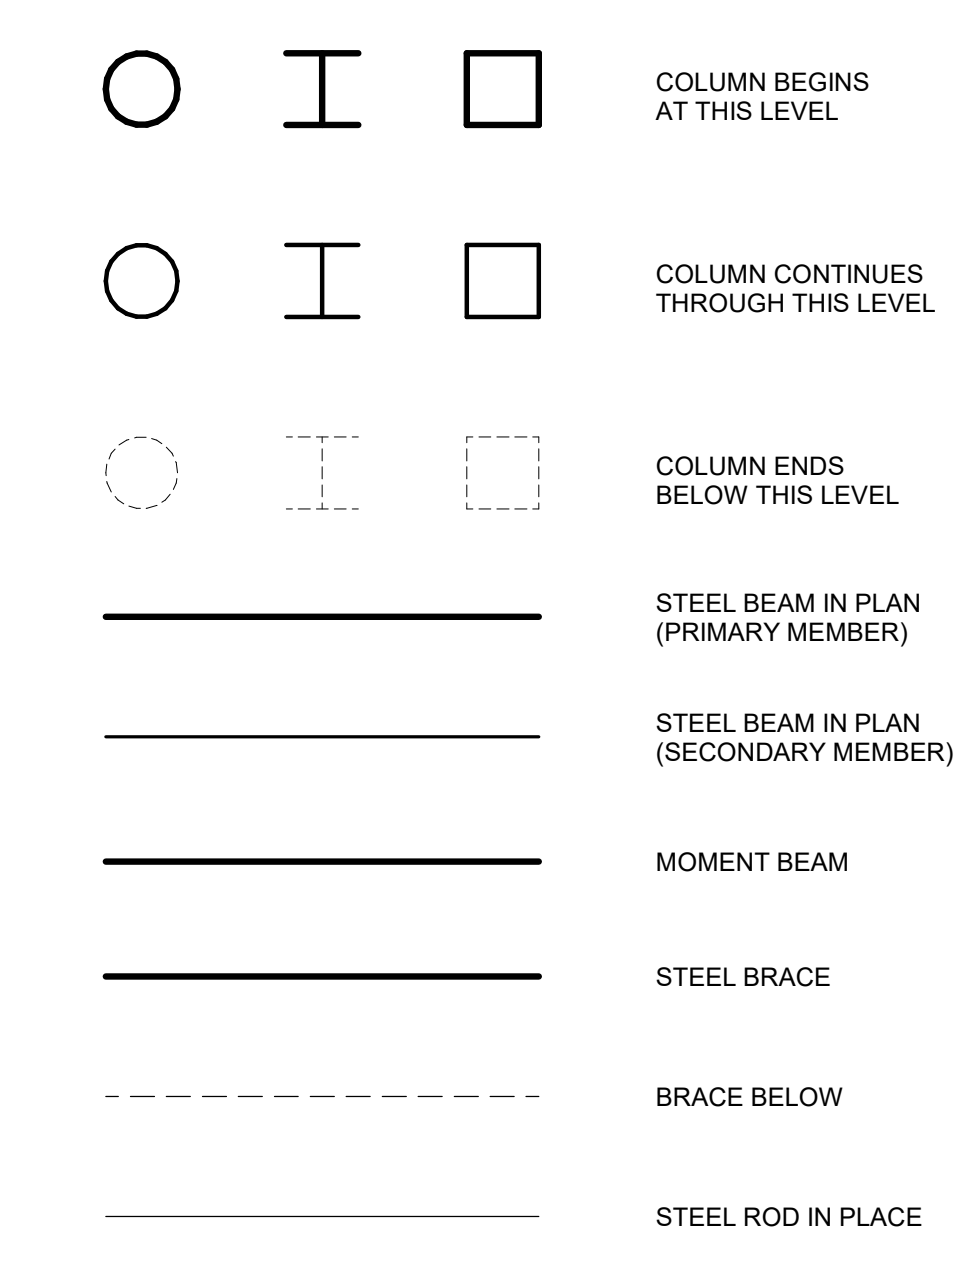 COLUMN BEGINS
AT THIS LEVEL
COLUMN CONTINUES
THROUGH THIS LEVEL
COLUMN ENDS
BELOW THIS LEVEL
STEEL BEAM IN PLAN
(PRIMARY MEMBER)
STEEL BEAM IN PLAN
(SECONDARY MEMBER)
MOMENT BEAM
STEEL BRACE
BRACE BELOW
STEEL ROD IN PLACE